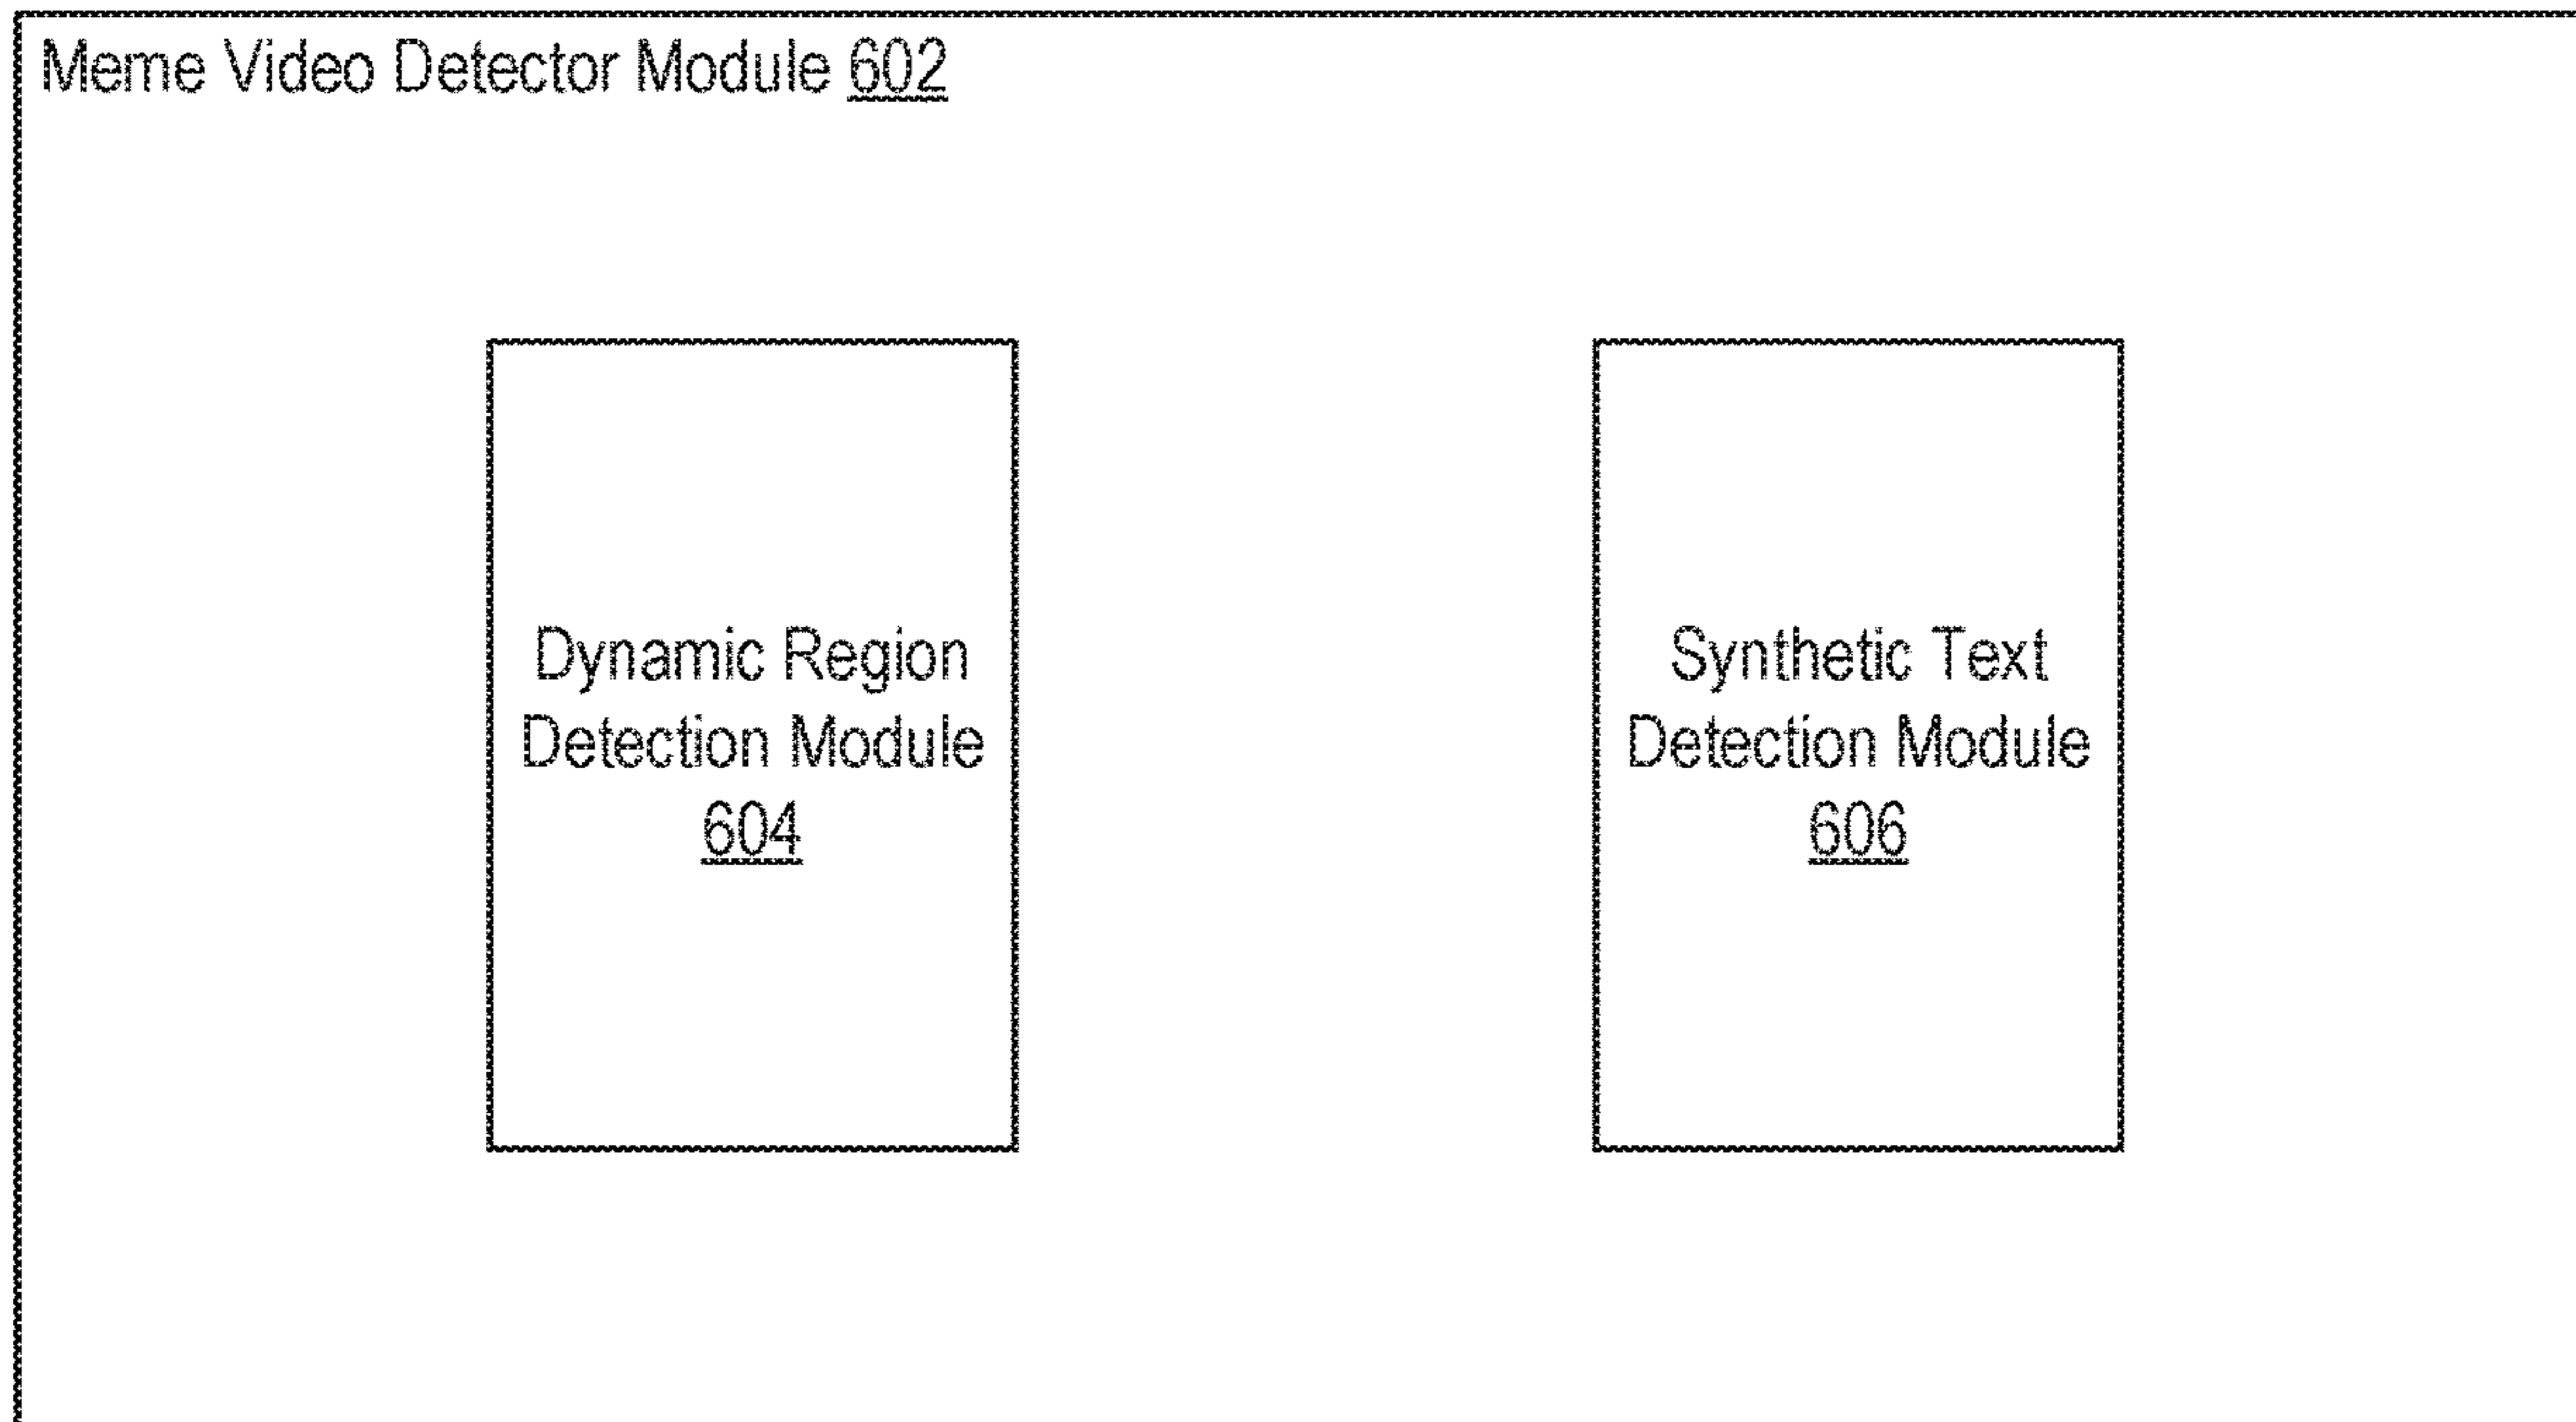 Meme Video Detector Module 602
Dynamic Region
Detection Module
604
Synthetic Text
Detection Module
606